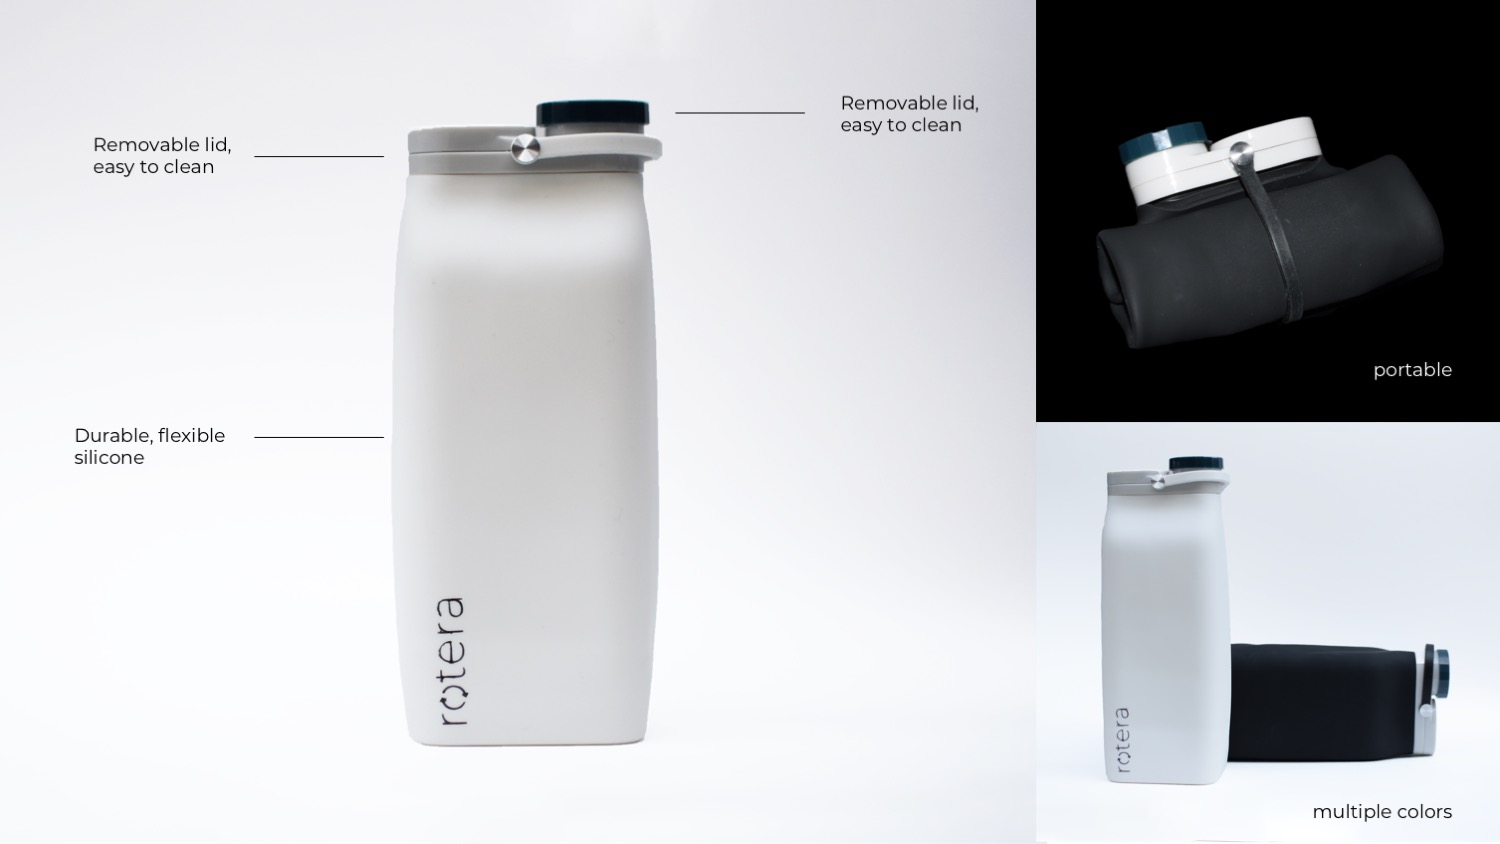 Removable lid,
easy to clean
Removable lid,
easy to clean
Durable, flexible
silicone
rotera
portable
rotera
multiple colors